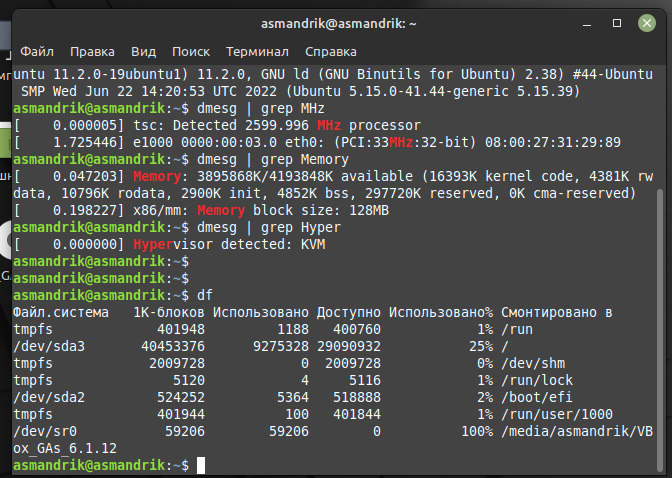 asmandrik@asmandrik: ~
Файл Правка Вид Поиск Терминал Справка
untu 11.2.0-19ubuntu1) 11.2.0, GNU ld (GNU Binutils for Ubuntu) 2.38) #44-Ubuntu
 SMP Wed Jun 22 14:20:53 UTC 2022 (Ubuntu 5.15.0-41.44-generic 5.15.39)
asmandrik@asmandrik:~$ dmesg | grep MHz
[    0.000005] tsc: Detected 2599.996 MHz processor
[    1.725446] e1000 0000:00:03.0 eth0: (PCI:33MHz:32-bit) 08:00:27:31:29:89
asmandrik@asmandrik:~$ dmesg | grep Memory
[    0.047203] Memory: 3895868K/4193848K available (16393K kernel code, 4381K rw
data, 10796K rodata, 2900K init, 4852K bss, 297720K reserved, 0K cma-reserved)
[    0.198227] x86/mm: Memory block size: 128MB
asmandrik@asmandrik:~$ dmesg | grep Hyper
[    0.000000] Hypervisor detected: KVM
asmandrik@asmandrik:~$
asmandrik@asmandrik:~$
asmandrik@asmandrik:~$ df
Файл.система   1K-блоков Использовано Доступно Использовано% Смонтировано в
tmpfs             401948         1188   400760            1% /run
/dev/sda3       40453376      9275328 29090932           25% /
tmpfs            2009728            0  2009728            0% /dev/shm
tmpfs               5120            4     5116            1% /run/lock
/dev/sda2         524252         5364   518888            2% /boot/efi
tmpfs             401944          100   401844            1% /run/user/1000
/dev/sr0           59206        59206        0          100% /media/asmandrik/VB
ox_GAs_6.1.12
asmandrik@asmandrik:~$